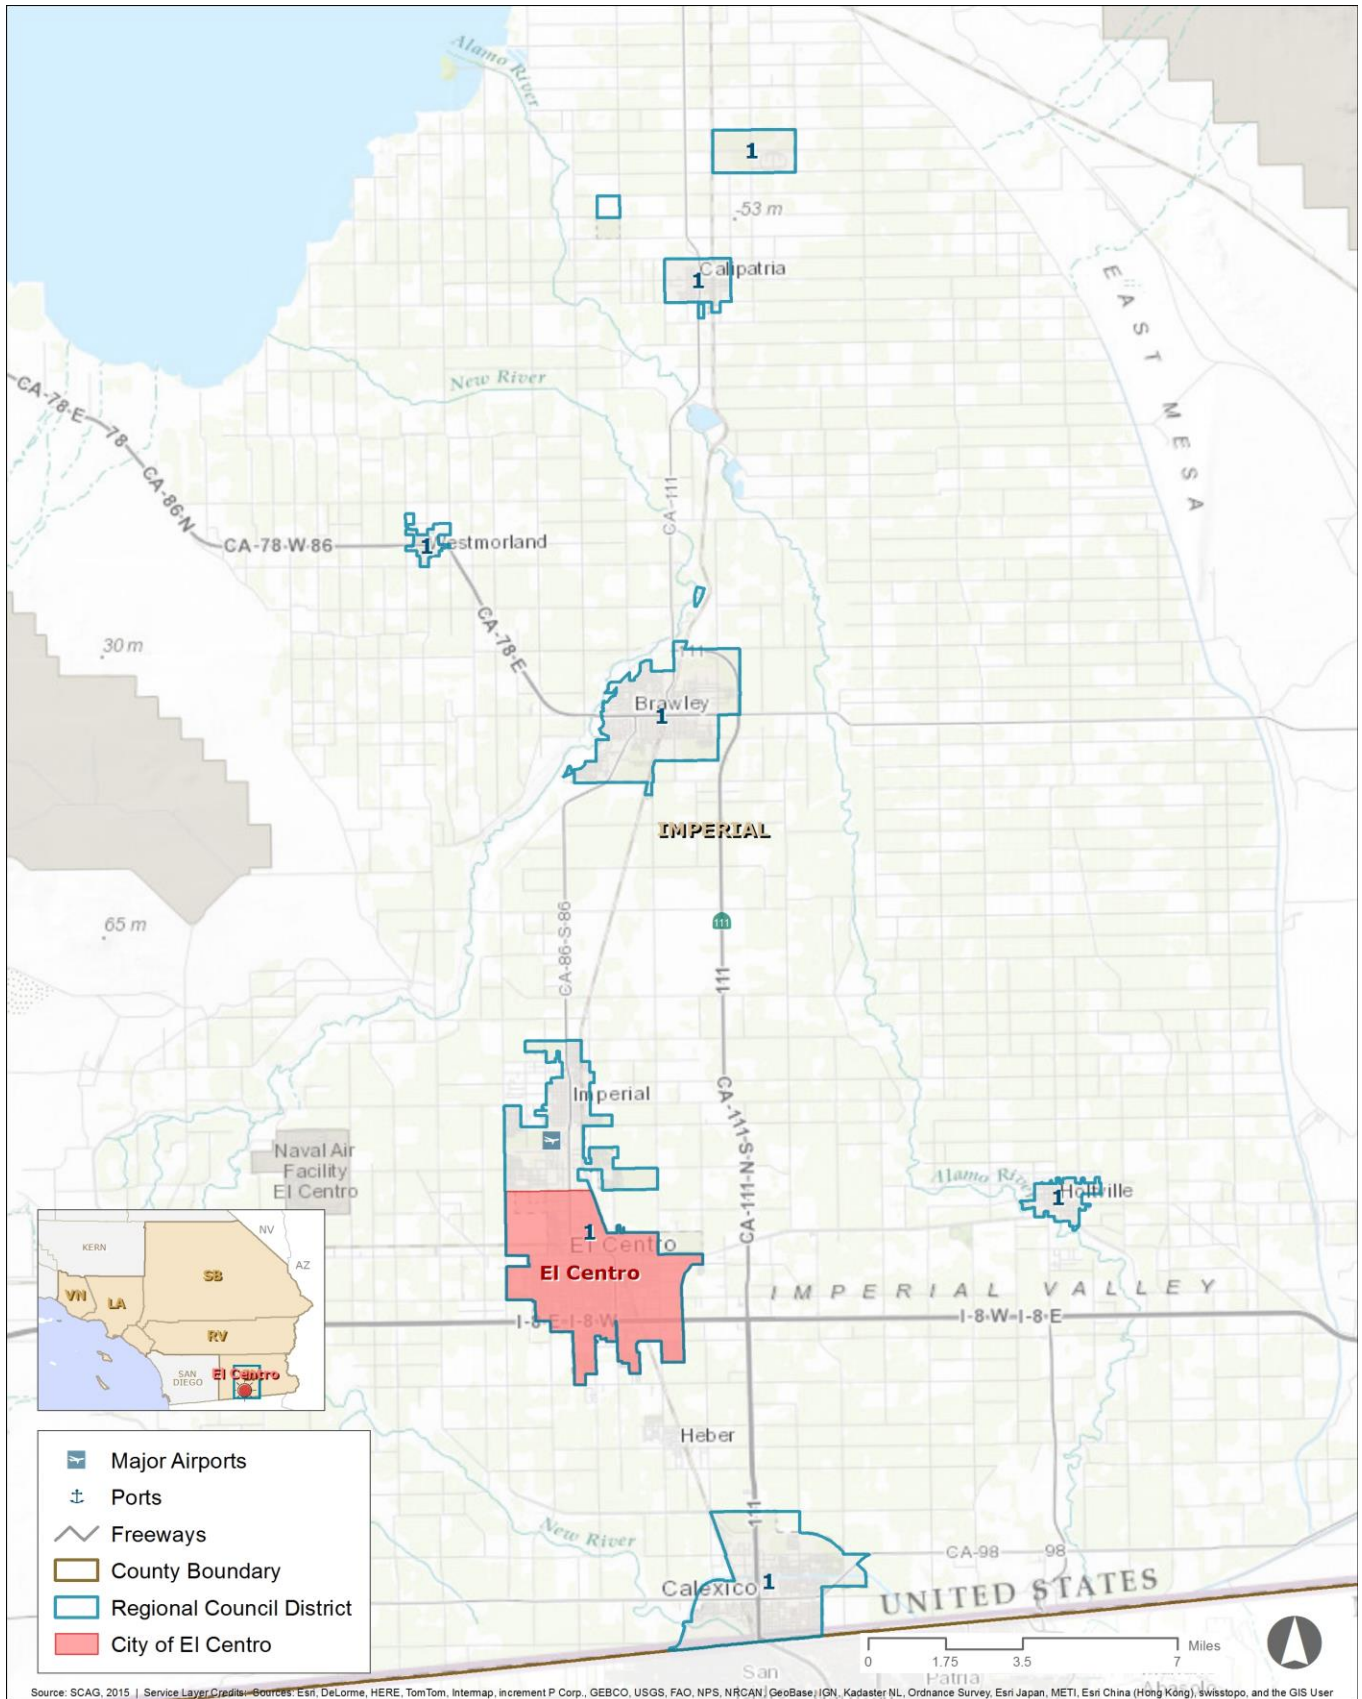 Alamo River
1
-53 m
Calipatria
1
EAST MESA
New River
CA-78-E
78
CA-86-N
CA-111
CA-78-W-86
1
Westmorland
CA-78-E
30 m
111
Brawley
1
IMPERIAL
65 m
111
CA-86-S-86
111
Imperial
CA-111-N-S-111
Naval Air
Facility
El Centro
Alamo River
1
Holtville
1
El Centro
El Centro
IMPERIAL VALLEY
I-8-E-I-8-W
I-8-W-I-8-E
NV
KERN
AZ
SB
VN
LA
RV
SAN
DIEGO
El Centro
Heber
111
New River
CA-98
98
Calexico
1
UNITED STATES
Major Airports
Ports
Freeways
County Boundary
Regional Council District
City of El Centro
Miles
0
1.75
3.5
7
San
Patria
Source: SCAG, 2015 | Service Layer Credits: Sources: Esri, DeLorme, HERE, TomTom, Intermap, increment P Corp., GEBCO, USGS, FAO, NPS, NRCAN, GeoBase, IGN, Kadaster NL, Ordnance Survey, Esri Japan, METI, Esri China (Hong Kong), swisstopo, and the GIS User